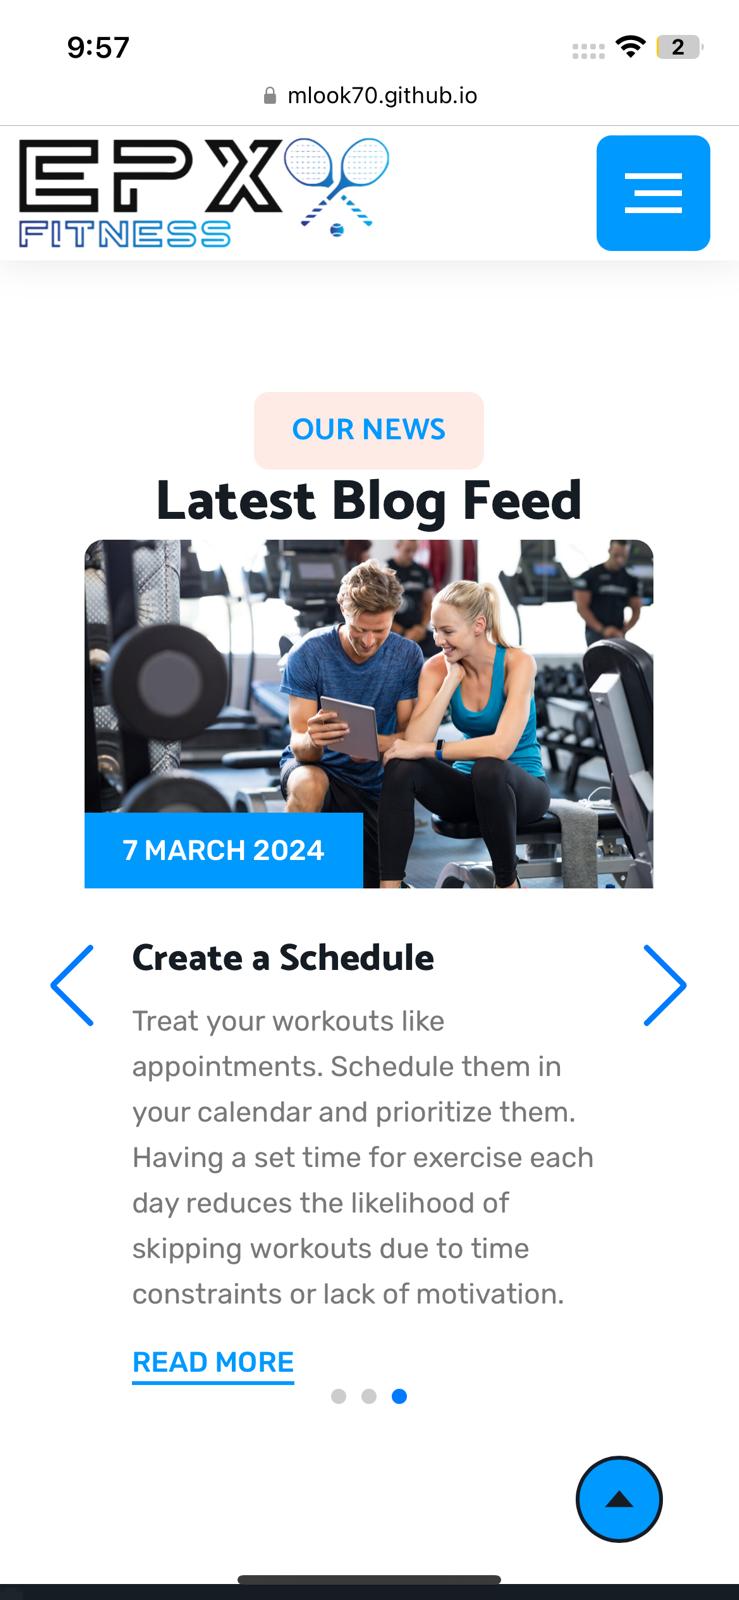 9:57
2
mlook70.github.io
EPX
FITNESS
OUR NEWS
Latest Blog Feed
7 MARCH 2024
Create a Schedule
Treat your workouts like
appointments. Schedule them in
your calendar and prioritize them.
Having a set time for exercise each
day reduces the likelihood of
skipping workouts due to time
constraints or lack of motivation.
READ MORE